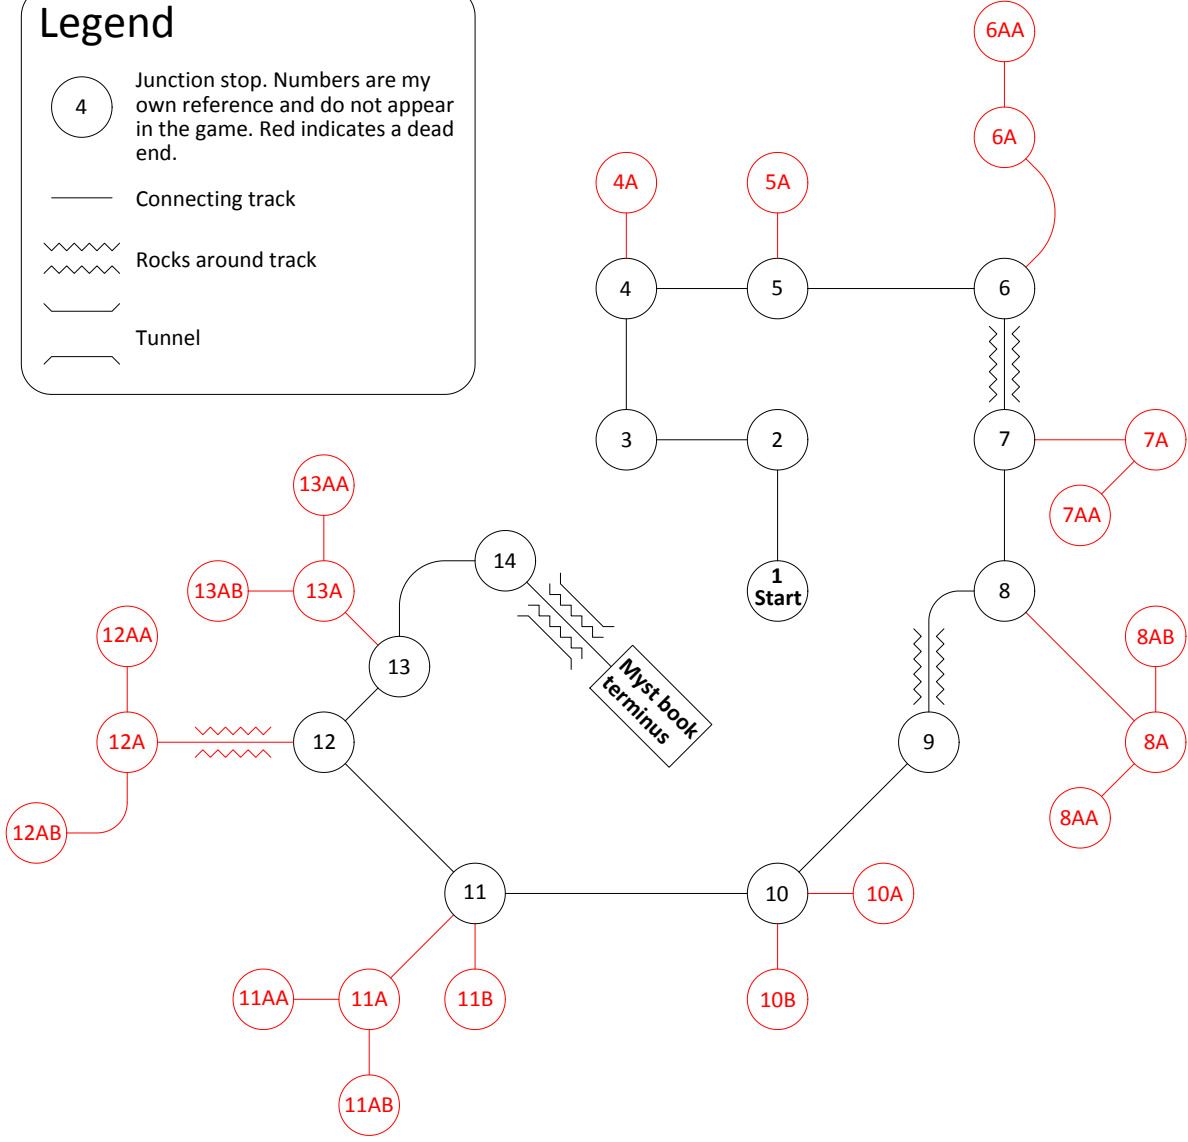 Legend
4
Junction stop. Numbers are my
own reference and do not appear
in the game. Red indicates a dead
end.
Connecting track
Rocks around track
Tunnel
6AA
6A
4A
5A
4
5
6
3
2
7
7A
7AA
13AA
14
13AB
13A
1
Start
8
12AA
8AB
13
Myst book
terminus
12A
12
9
8A
12AB
8AA
11
10
10A
11AA
11A
11B
10B
11AB